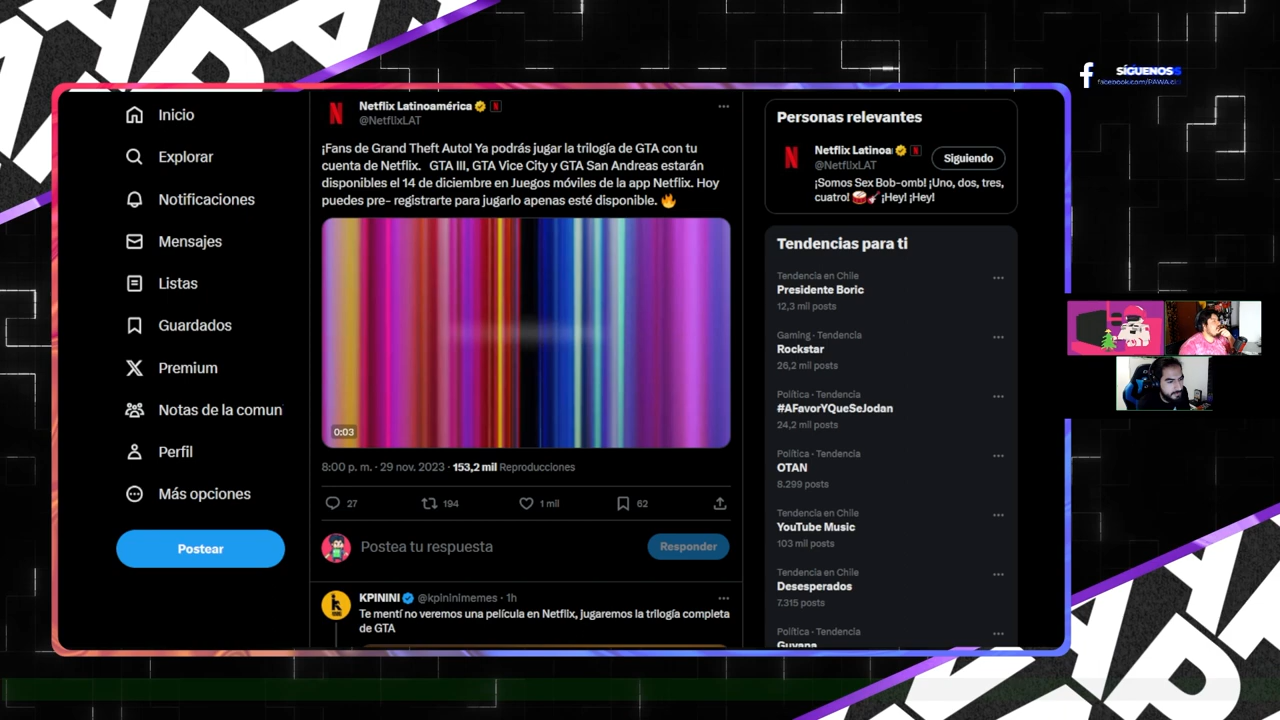 SÍGUENOS
Inicio
Explorar
Notificaciones
Mensajes
Listas
Guardados
Premium
Notas de la comun
Perfil
Más opciones
Postear
Netflix Latinoamérica
@NetflixLAT
¡Fans de Grand Theft Auto! Ya podrás jugar la trilogía de GTA con tu
cuenta de Netflix. GTA III, GTA Vice City y GTA San Andreas estarán
disponibles el 14 de diciembre en Juegos móviles de la app Netflix. Hoy
puedes pre- registrarte para jugarlo apenas esté disponible. 🔥
0:03
8:00 p. m. · 29 nov. 2023 · 153,2 mil Reproducciones
27 194 1 mil 62
Postea tu respuesta
Responder
KPININI @kpininimemes · 1h
Te mentí no veremos una película en Netflix, jugaremos la trilogía completa
de GTA
Personas relevantes
Netflix Latinoa
@NetflixLAT
Siguiendo
¡Somos Sex Bob-omb! ¡Uno, dos, tres,
cuatro! 🥁🎸 ¡Hey! ¡Hey!
Tendencias para ti
Tendencia en Chile
Presidente Boric
12,3 mil posts
Gaming · Tendencia
Rockstar
26,2 mil posts
Política · Tendencia
#AFavorYQueSeJodan
24,2 mil posts
Política · Tendencia
OTAN
8.299 posts
Tendencia en Chile
YouTube Music
103 mil posts
Tendencia en Chile
Desesperados
7.315 posts
Política · Tendencia
Guyana